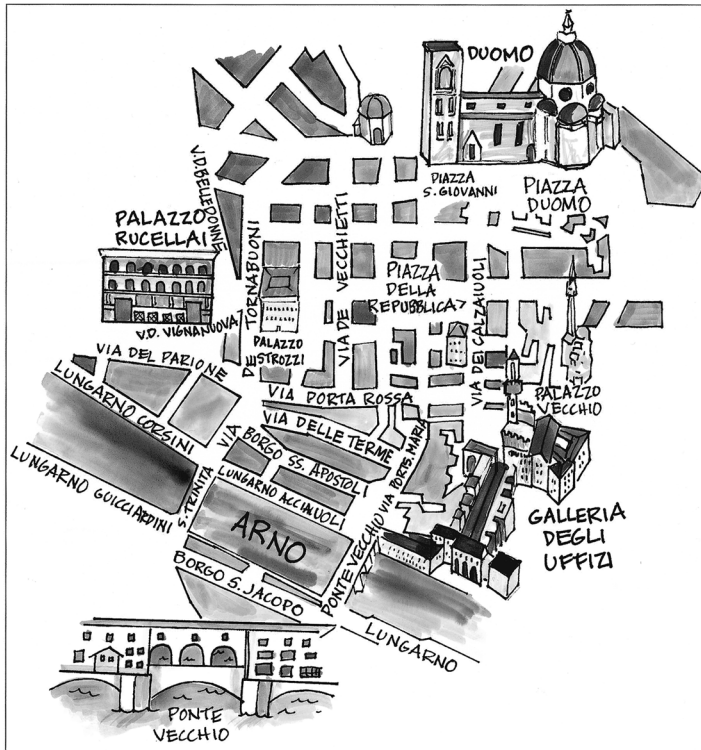 DUOMO
PIAZZA
S. GIOVANNI
PIAZZA
DUOMO
V. D. BELLE DONNE
PALAZZO
RUCELLAI
DE TORNABUONI
VIA DE VECCHIETTI
PIAZZA
DELLA
REPUBBLICA>
VIA DEI CALZAIUOLI
V.D. VIGNANUOVA
PALAZZO
STROZZI
VIA DEL PARIONE
VIA PORTA ROSSA
PALAZZO
VECCHIO
LUNGARNO CORSINI
VIA DELLE TERME
VIA
BORGO SS. APOSTOLI
VIA PORTS. MARIA
LUNGARNO GUICCIARDINI
S. TRINITA
LUNGARNO ACCIAIUOLI
ARNO
GALLERIA
DEGLI
UFFIZI
PONTE VECCHIO
BORGO S. JACOPO
LUNGARNO
PONTE
VECCHIO